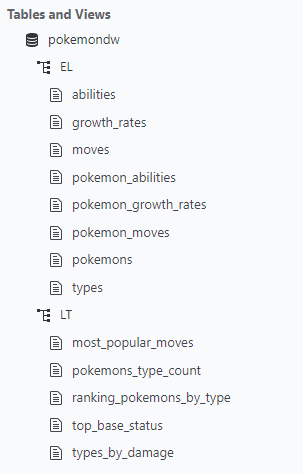 Tables and Views
pokemondw
EL
abilities
growth_rates
moves
pokemon_abilities
pokemon_growth_rates
pokemon_moves
pokemons
types
LT
most_popular_moves
pokemons_type_count
ranking_pokemons_by_type
top_base_status
types_by_damage